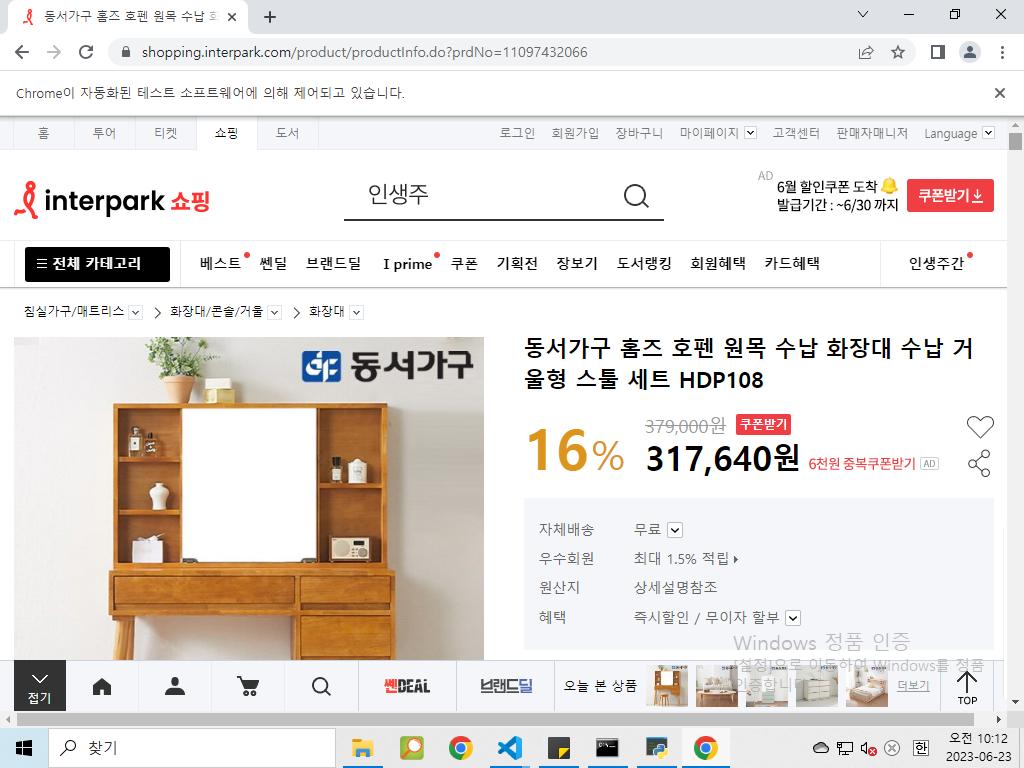 동서가구 홈즈 호펜 원목 수납 화
shopping.interpark.com/product/productInfo.do?prdNo=11097432066
Chrome이 자동화된 테스트 소프트웨어에 의해 제어되고 있습니다.
홈 투어 티켓 쇼핑 도서 로그인 회원가입 장바구니 마이페이지 고객센터 판매자매니저 Language
interpark 쇼핑
인생주
AD
6월 할인쿠폰 도착
발급기간 : ~6/30 까지
쿠폰받기
전체 카테고리 베스트 쎈딜 브랜드딜 I prime 쿠폰 기획전 장보기 도서랭킹 회원혜택 카드혜택 인생주간
침실가구/매트리스 화장대/콘솔/거울 화장대
동서가구
동서가구 홈즈 호펜 원목 수납 화장대 수납 거
울형 스툴 세트 HDP108
16%
379,000원 쿠폰받기
317,640원 6천원 중복쿠폰받기 AD
자체배송 무료
우수회원 최대 1.5% 적립
원산지 상세설명참조
혜택 즉시할인 / 무이자 할부
Windows 정품 인증
[설정]으로 이동하여 Windows를 정품
인증합니
접기
쎈DEAL
브랜드딜
오늘 본 상품
더보기
TOP
찾기
한
오전 10:12
2023-06-23